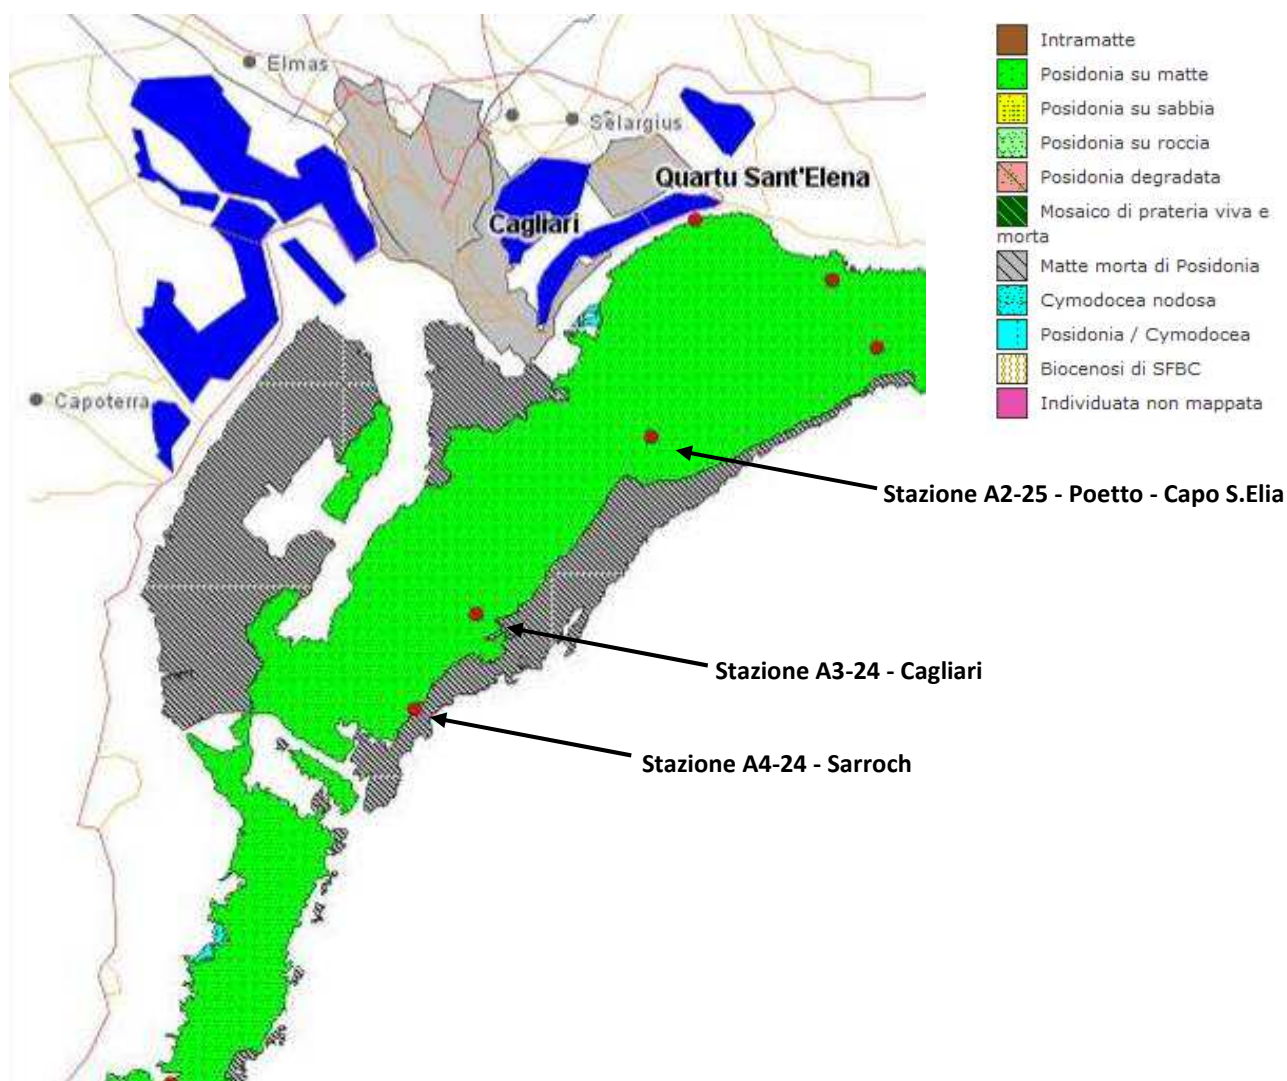 Elmas
Selargius
Quartu Sant'Elena
Cagliari
Capoterra
Intramatte
Posidonia su matte
Posidonia su sabbia
Posidonia su roccia
Posidonia degradata
Mosaico di prateria viva e
morta
Matte morta di Posidonia
Cymodocea nodosa
Posidonia / Cymodocea
Biocenosi di SFBC
Individuata non mappata
Stazione A2-25 - Poetto - Capo S.Elia
Stazione A3-24 - Cagliari
Stazione A4-24 - Sarroch